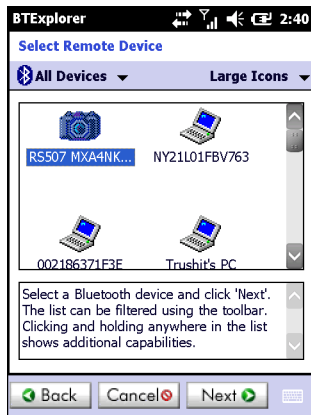 BTExplorer 2:40
Select Remote Device
All Devices Large Icons
RS507 MXA4NK... NY21L01FBV763
002186371F3E Trushit's PC
Select a Bluetooth device and click 'Next'.
The list can be filtered using the toolbar.
Clicking and holding anywhere in the list
shows additional capabilities.
Back Cancel Next